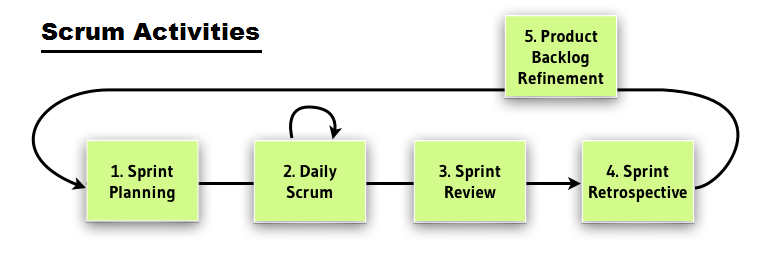 Scrum Activities
5. Product
Backlog
Refinement
1. Sprint
Planning
2. Daily
Scrum
3. Sprint
Review
4. Sprint
Retrospective